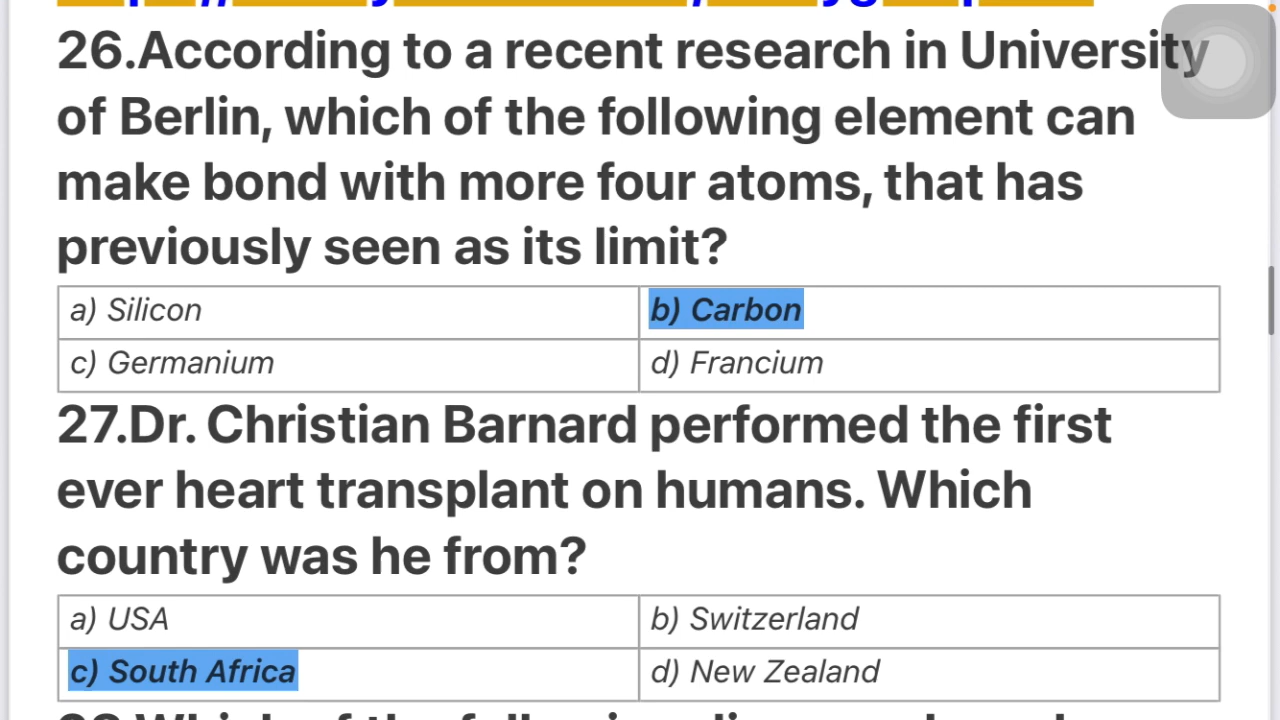 26.According to a recent research in University
of Berlin, which of the following element can
make bond with more four atoms, that has
previously seen as its limit?
a) Silicon
b) Carbon
c) Germanium
d) Francium
27.Dr. Christian Barnard performed the first
ever heart transplant on humans. Which
country was he from?
a) USA
b) Switzerland
c) South Africa
d) New Zealand